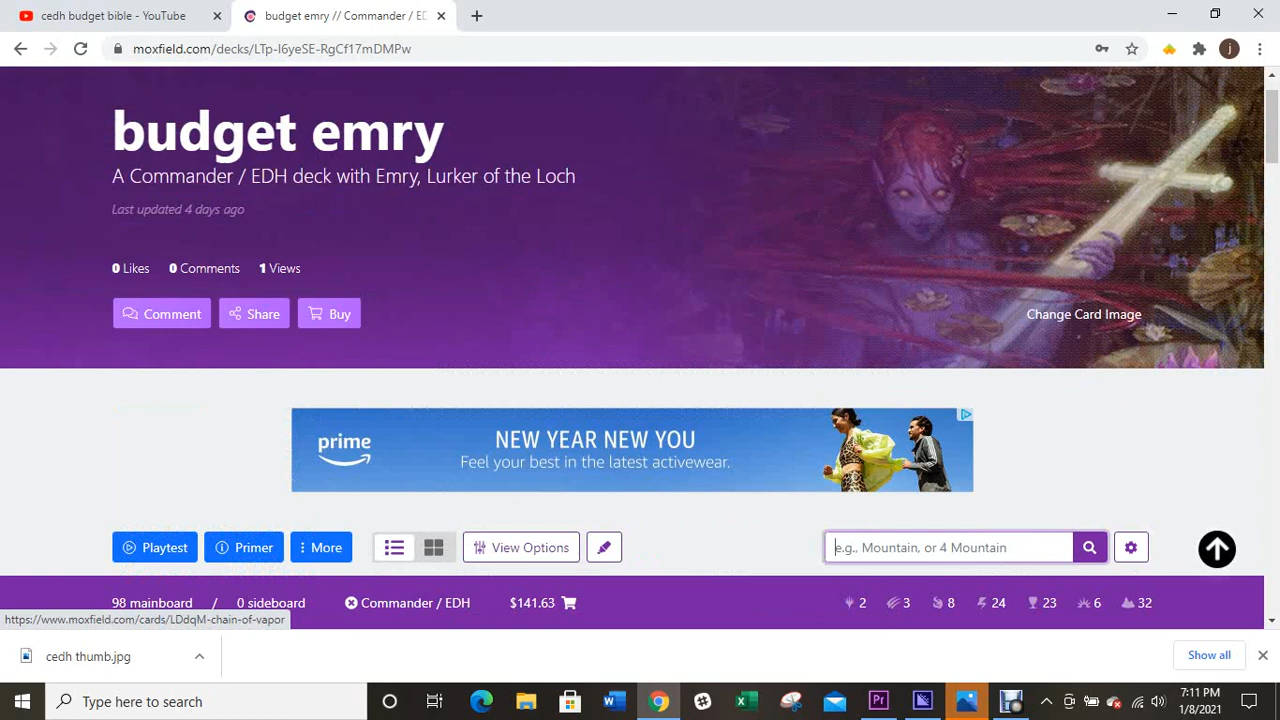 cedh budget bible - YouTube
budget emry // Commander / ED
moxfield.com/decks/LTp-I6yeSE-RgCf17mDMPw
j
budget emry
A Commander / EDH deck with Emry, Lurker of the Loch
Last updated 4 days ago
0 Likes 0 Comments 1 Views
Comment Share Buy
Change Card Image
prime
NEW YEAR NEW YOU
Feel your best in the latest activewear.
Playtest Primer More View Options e.g., Mountain, or 4 Mountain
98 mainboard / 0 sideboard Commander / EDH $141.63 2 3 8 24 23 6 32
https://www.moxfield.com/cards/LDdqM-chain-of-vapor
cedh thumb.jpg
Show all
Type here to search
7:11 PM
1/8/2021